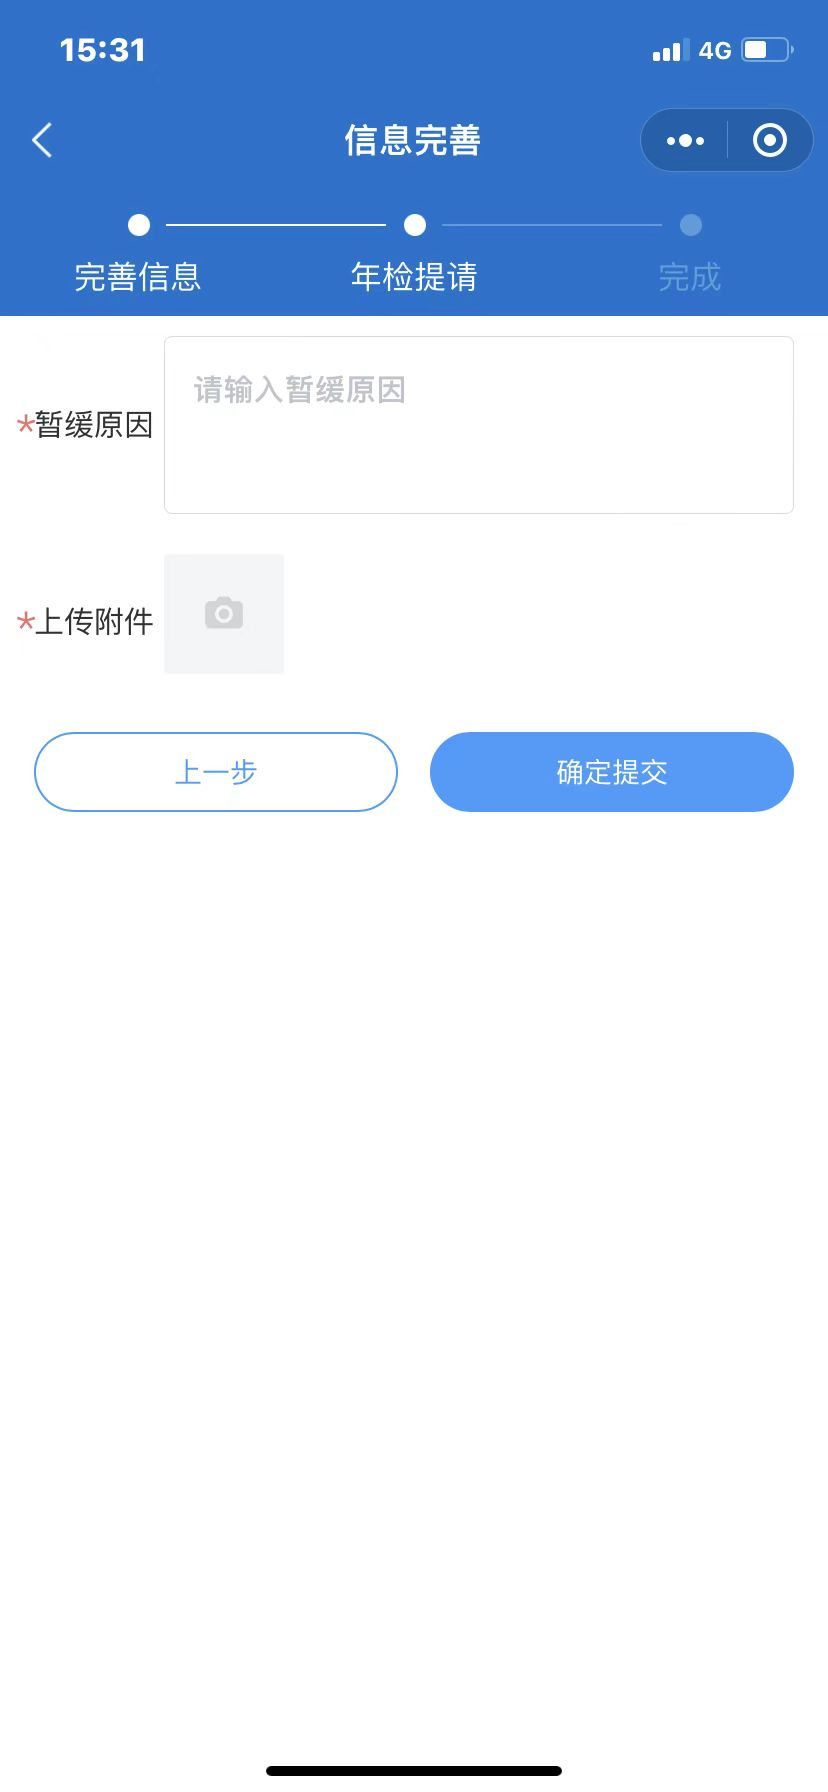 15:31 4G
信息完善
完善信息 年检提请 完成
*暂缓原因 请输入暂缓原因
*上传附件
上一步 确定提交